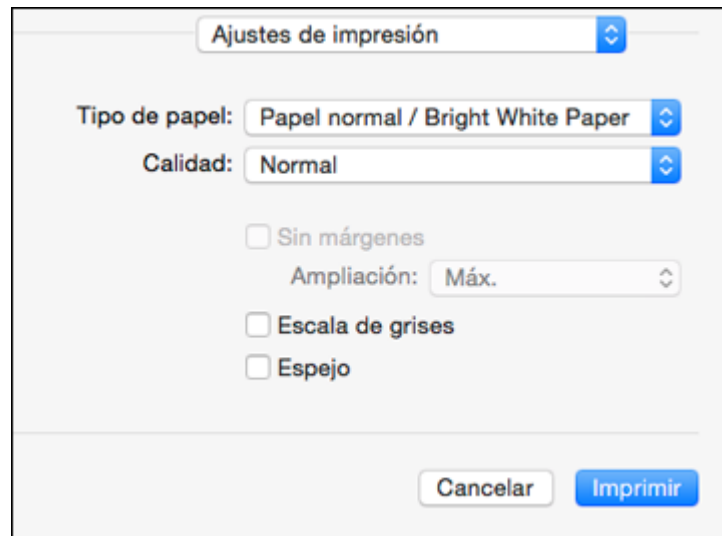 Ajustes de impresión
Tipo de papel: Papel normal / Bright White Paper
Calidad: Normal
Sin márgenes
Ampliación: Máx.
Escala de grises
Espejo
Cancelar Imprimir